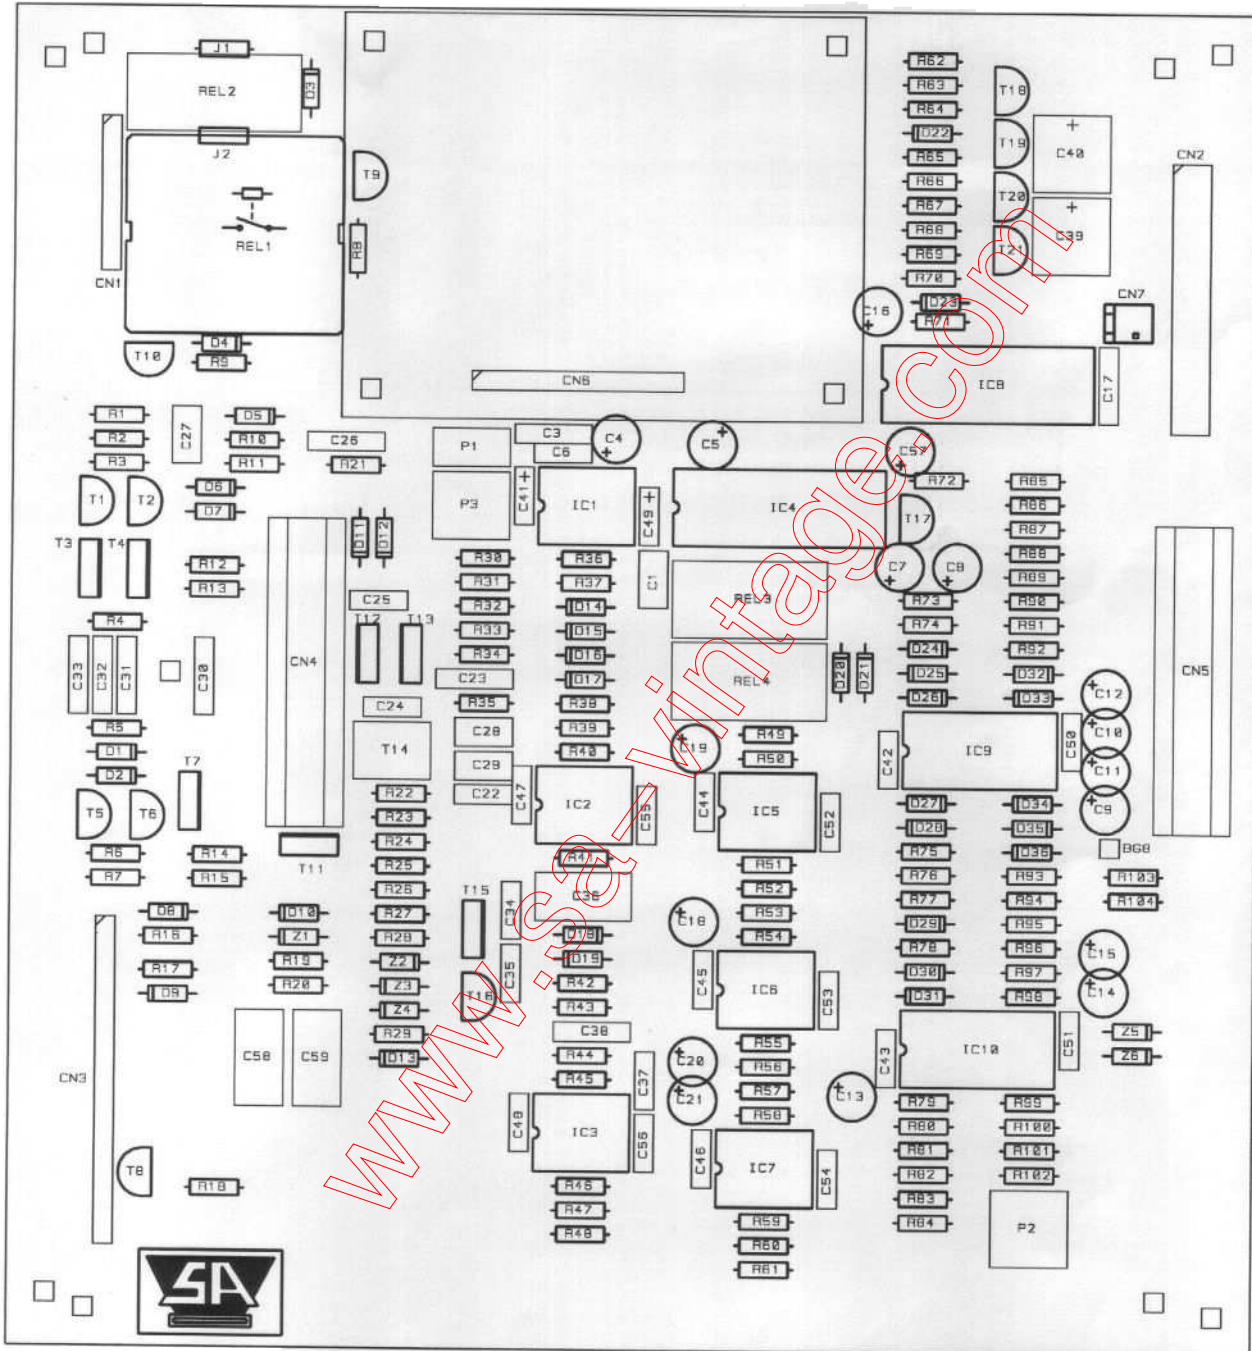 J1
REL2
D3
J2
T9
REL1
R8
CN1
D4
R9
T10
CN6
R62
R63
R64
D22
R65
R66
R67
R68
R69
R70
D23
R71
T18
T19
T20
T21
C40
C39
C16
CN2
CN7
IC8
C17
R1
R2
R3
C27
D5
R10
R11
C26
R21
T1
T2
D6
D7
T3
T4
R12
R13
D11
D12
P1
P3
C3
C6
C4
C5
C41
IC1
C49
IC4
C57
R72
T17
C7
C8
R4
C33
C32
C31
C30
CN4
C25
T12
T13
C24
T14
R30
R31
R32
R33
R34
C23
R35
C28
C29
C22
R36
R37
D14
D15
D16
D17
R38
R39
R40
C1
REL3
REL4
D20
D21
R73
R74
D24
D25
D26
R85
R86
R87
R88
R89
R90
R91
R92
D32
D33
CN5
C12
C10
C11
C9
BG8
R103
R104
R5
D1
D2
T7
T5
T6
R6
R7
R14
R15
T11
R22
R23
R24
R25
R26
R27
R28
Z2
Z3
Z4
R29
D13
C47
IC2
C55
R41
C36
C19
R49
R50
C44
IC5
C52
C42
IC9
C50
D27
D28
R75
R76
R77
D29
R78
D30
D31
D34
D35
D36
R93
R94
R95
R96
R97
R98
D8
R16
R17
D9
D10
Z1
R19
R20
T15
C34
C35
T16
D18
D19
R42
R43
C38
R44
R45
C37
R51
R52
R53
R54
C18
C45
IC6
C53
C15
C14
Z5
Z6
CN3
C58
C59
C20
C21
R55
R56
R57
R58
C13
C43
IC10
C51
C48
IC3
C56
C46
IC7
C54
R79
R80
R81
R82
R83
R84
R99
R100
R101
R102
P2
T8
R18
R46
R47
R48
R59
R60
R61
SA
www.sa-vintage.com